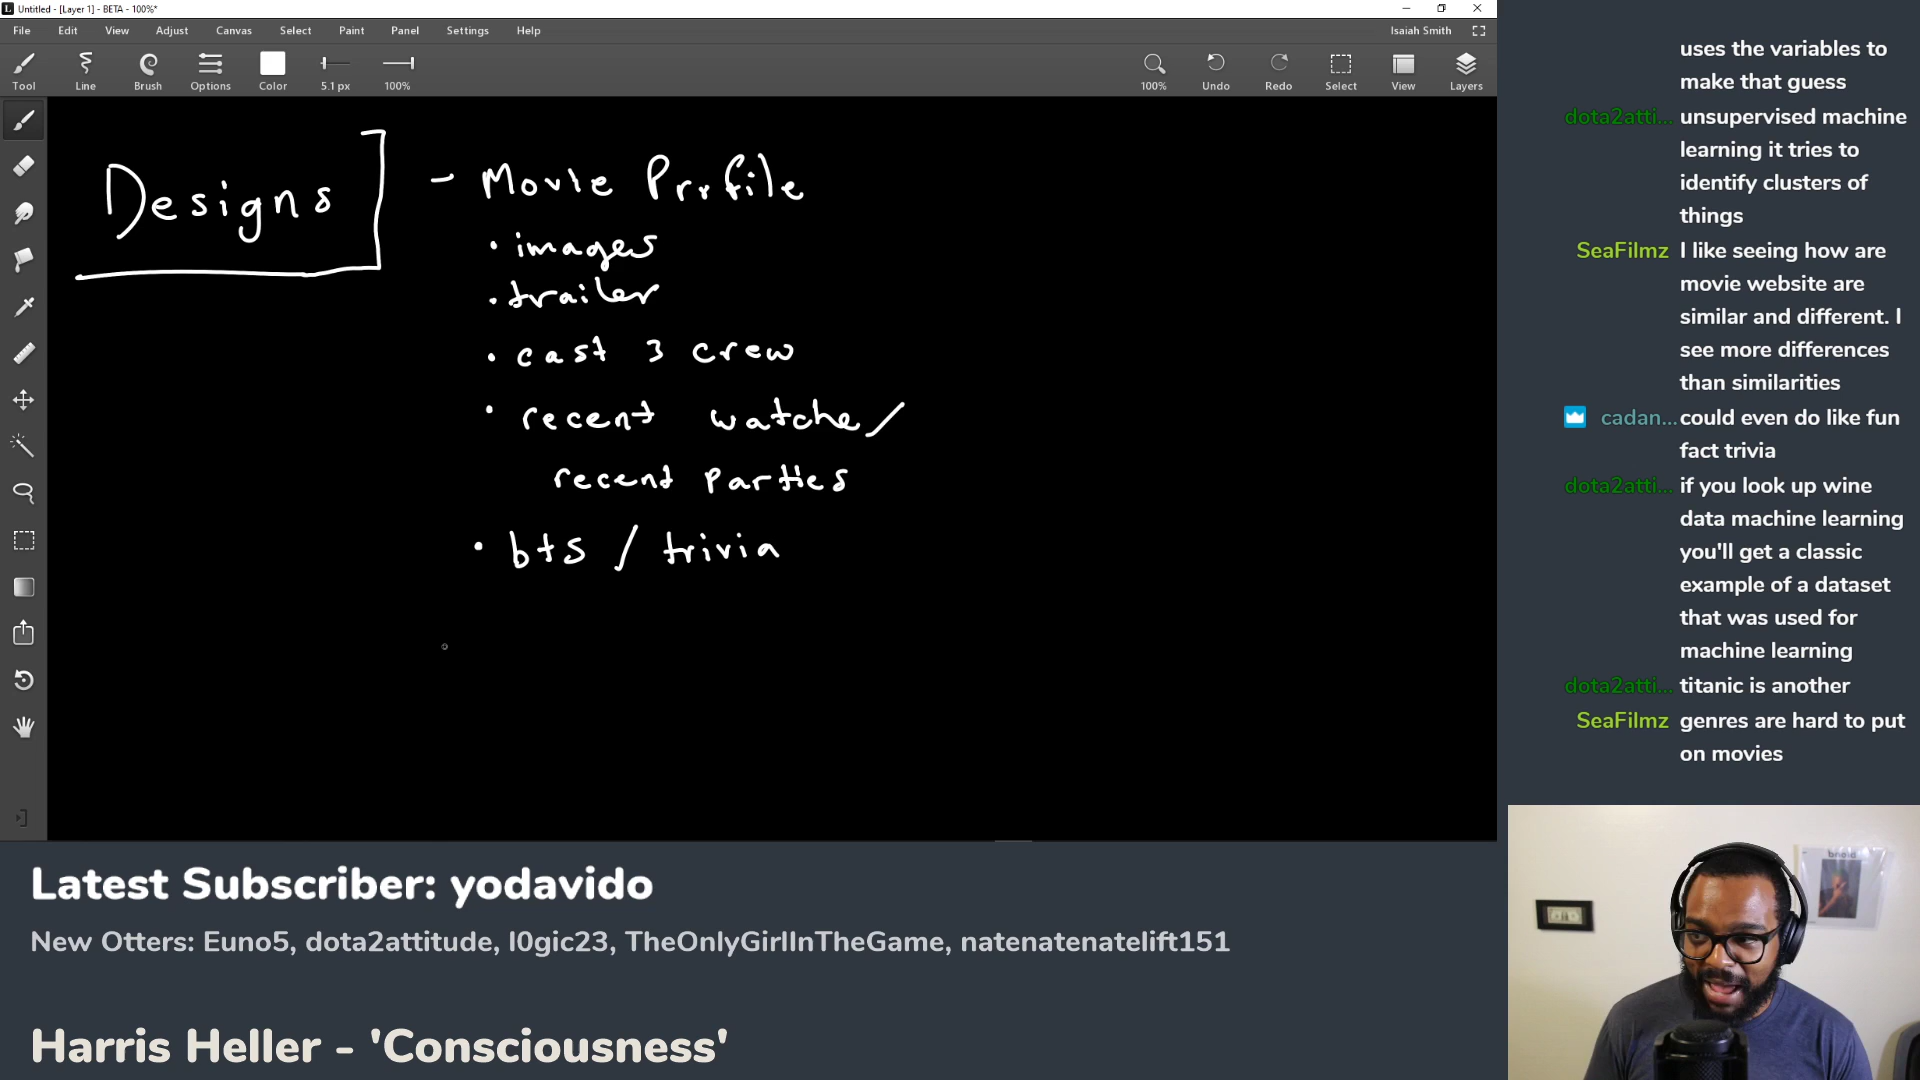 Untitled - [Layer 1] - BETA - 100%*
File Edit View Adjust Canvas Select Paint Panel Settings Help
Isaiah Smith
Tool Line Brush Options Color 5.1 px 100%
100% Undo Redo Select View Layers
Designs
- Movie Profile
• images
• trailer
• cast & crew
• recent watche/
recent parties
• bts / trivia
uses the variables to
make that guess
dota2atti... unsupervised machine
learning it tries to
identify clusters of
things
SeaFilmz I like seeing how are
movie website are
similar and different. I
see more differences
than similarities
cadan... could even do like fun
fact trivia
dota2atti... if you look up wine
data machine learning
you'll get a classic
example of a dataset
that was used for
machine learning
dota2atti... titanic is another
SeaFilmz genres are hard to put
on movies
Latest Subscriber: yodavido
New Otters: Euno5, dota2attitude, l0gic23, TheOnlyGirlInTheGame, natenatenatelift151
Harris Heller - 'Consciousness'